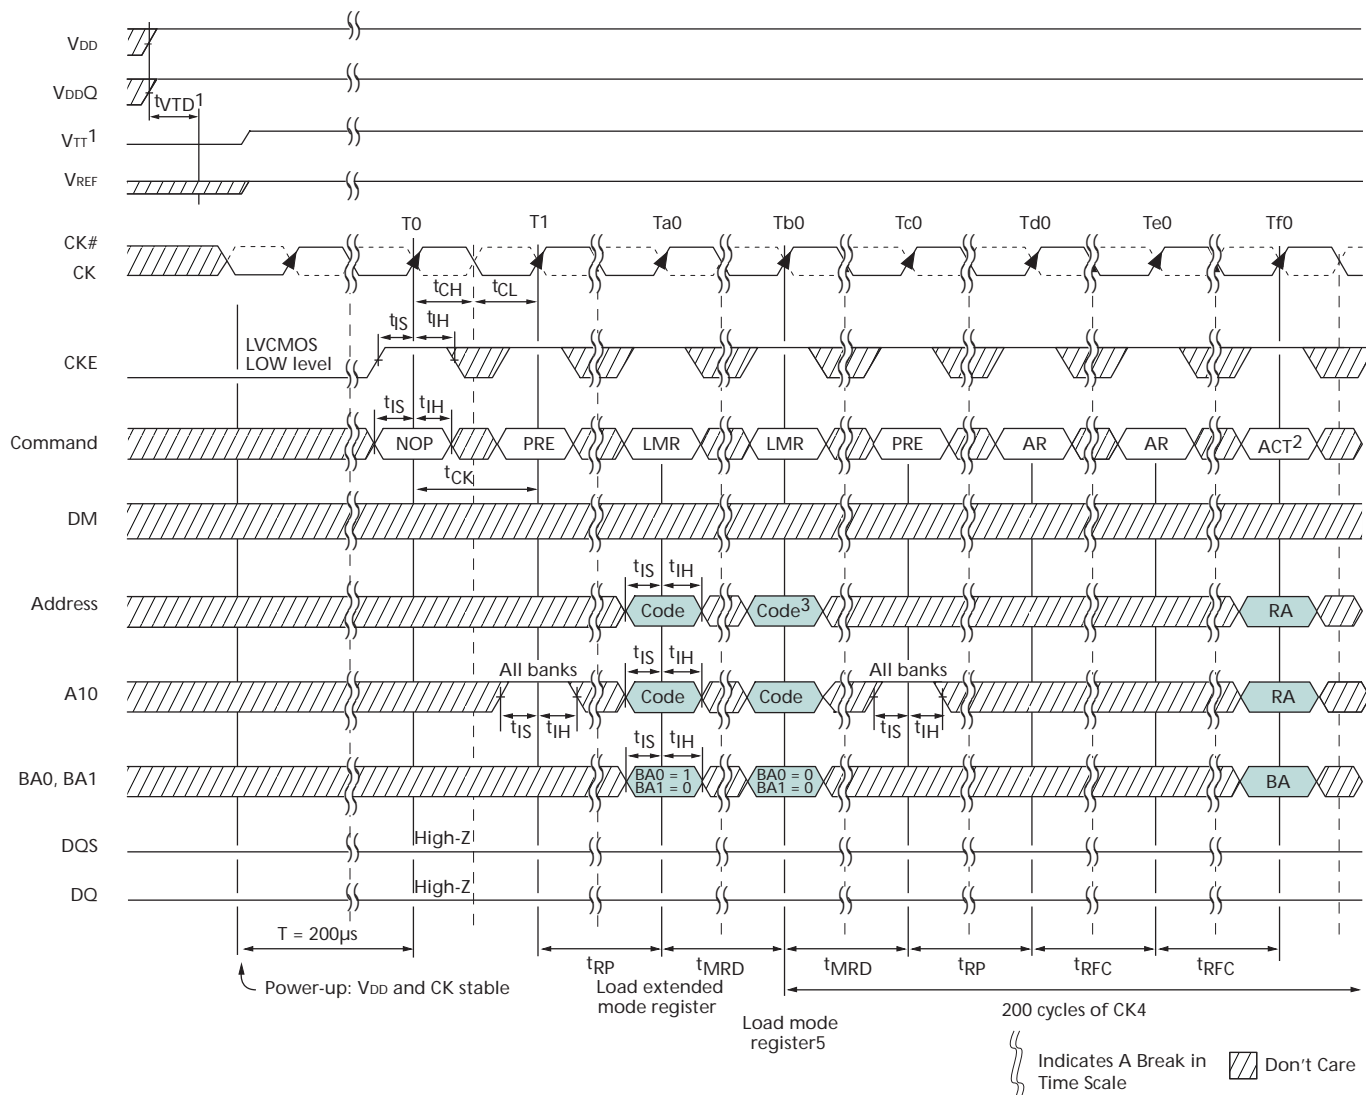 VDD
VDDQ
tVTD1
VTT1
VREF
T0 T1 Ta0 Tb0 Tc0 Td0 Te0 Tf0
CK#
CK
tCH tCL
tIS tIH
LVCMOS
LOW level
CKE
tIS tIH
Command NOP PRE LMR LMR PRE AR AR ACT2
tCK
DM
tIS tIH
Address Code Code3 RA
All banks tIS tIH All banks
A10 Code Code RA
tIS tIH tIS tIH
tIS tIH
BA0, BA1
BA0 = 1
BA1 = 0
BA0 = 0
BA1 = 0
BA
DQS High-Z
DQ High-Z
T = 200µs
tRP tMRD tMRD tRP tRFC tRFC
Power-up: VDD and CK stable
Load extended
mode register
Load mode
register5
200 cycles of CK4
Indicates A Break in
Time Scale
Don't Care